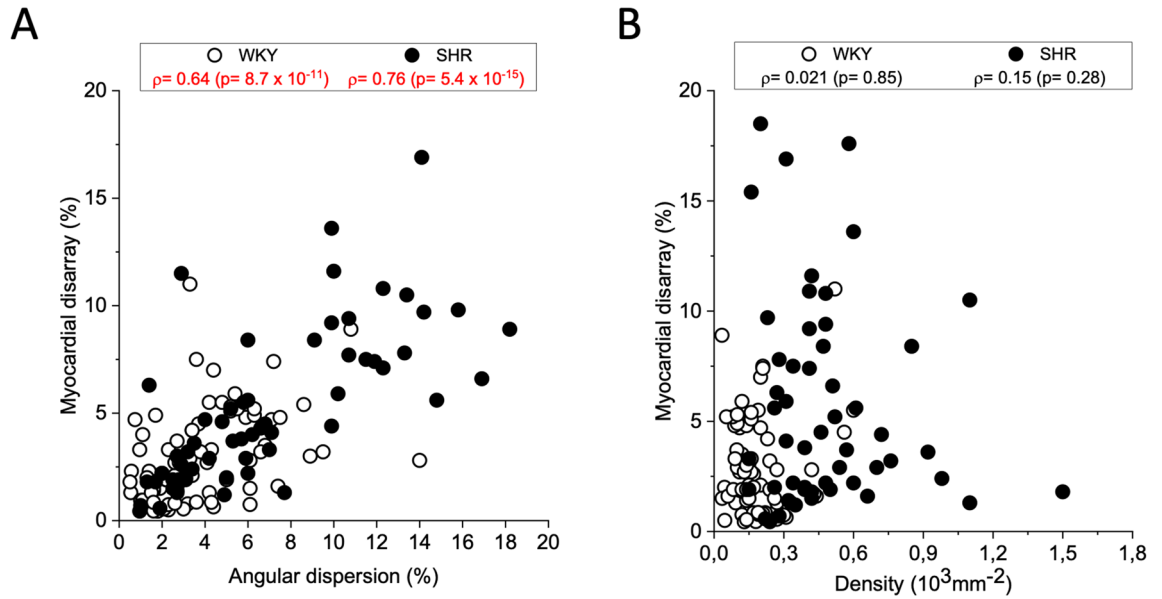 A
WKY SHR
ρ= 0.64 (p= 8.7 x 10⁻¹¹) ρ= 0.76 (p= 5.4 x 10⁻¹⁵)
20
15
10
5
0
Myocardial disarray (%)
0 2 4 6 8 10 12 14 16 18 20
Angular dispersion (%)
B
WKY SHR
ρ= 0.021 (p= 0.85) ρ= 0.15 (p= 0.28)
20
15
10
5
0
Myocardial disarray (%)
0,0 0,3 0,6 0,9 1,2 1,5 1,8
Density (10³mm⁻²)